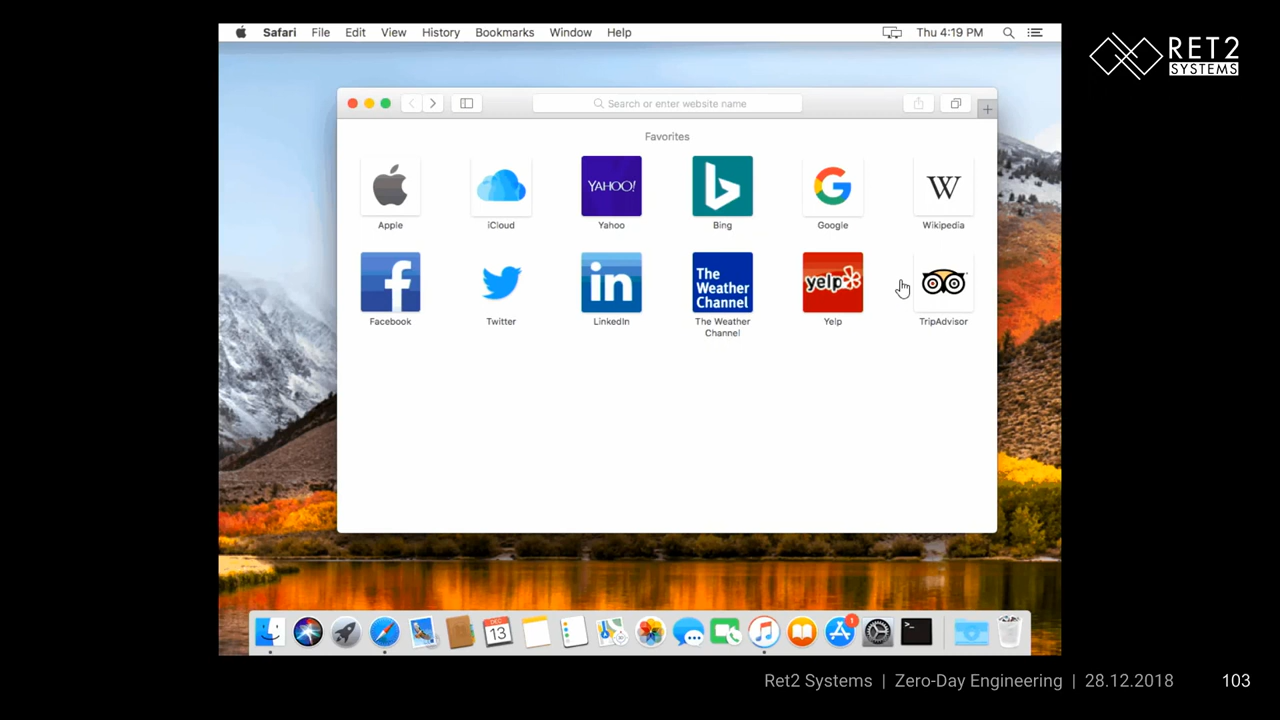 Safari File Edit View History Bookmarks Window Help Thu 4:19 PM
RET2
SYSTEMS
Search or enter website name
Favorites
YAHOO!
W
Apple iCloud Yahoo Bing Google Wikipedia
f in The Weather Channel yelp
Facebook Twitter LinkedIn The Weather Channel Yelp TripAdvisor
DEC
13
1
>_
Ret2 Systems | Zero-Day Engineering | 28.12.2018 103